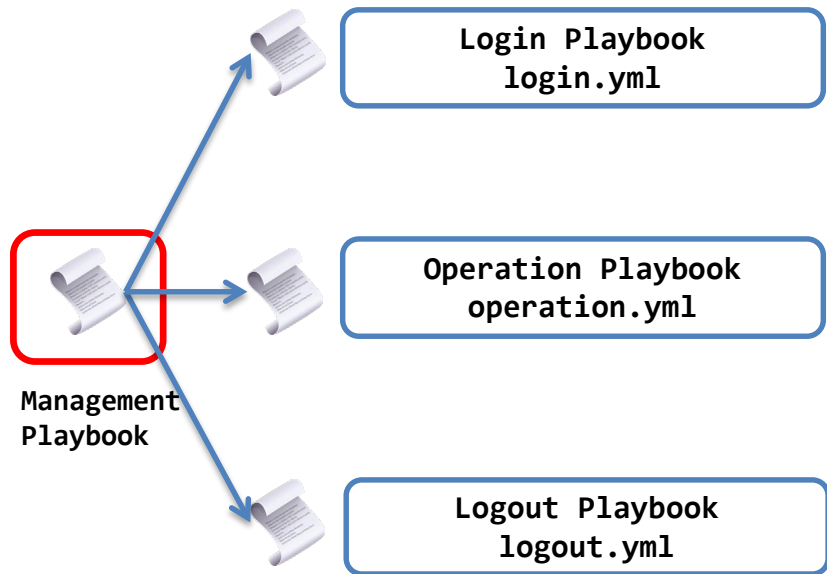 Login Playbook
login.yml
Operation Playbook
operation.yml
Management
Playbook
Logout Playbook
logout.yml